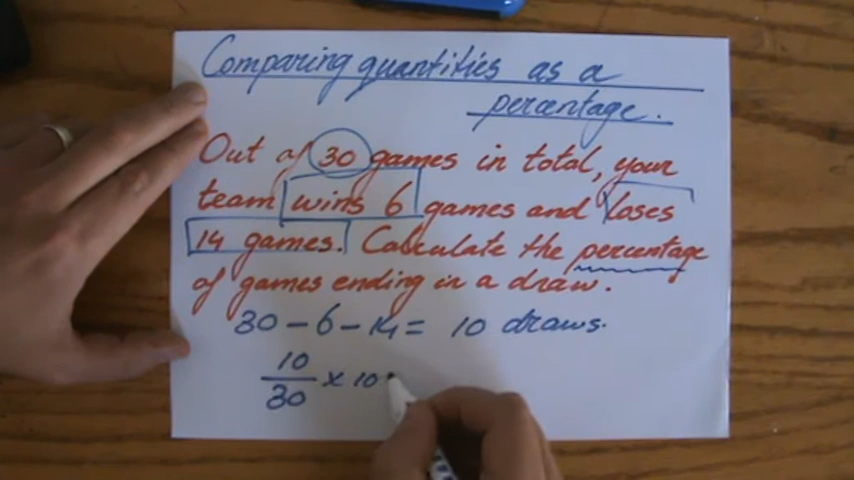 Comparing quantities as a
percentage.
Out of 30 games in total, your
team wins 6 games and loses
14 games. Calculate the percentage
of games ending in a draw.
30 - 6 - 14 = 10 draws.
10
30 x 10